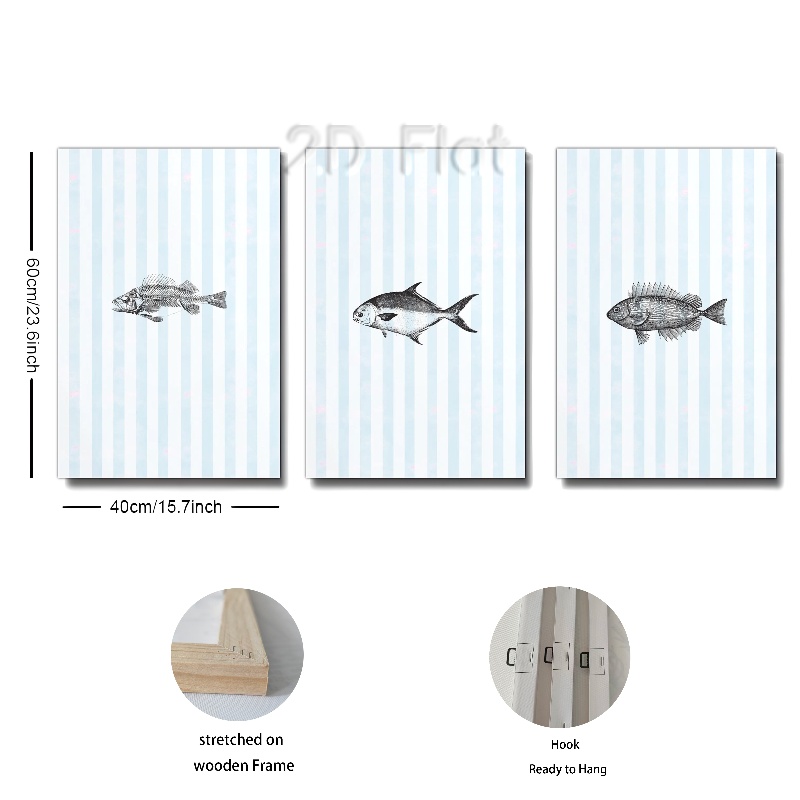 2D Flat
60cm/23.6inch
40cm/15.7inch
stretched on
wooden Frame
Hook
Ready to Hang